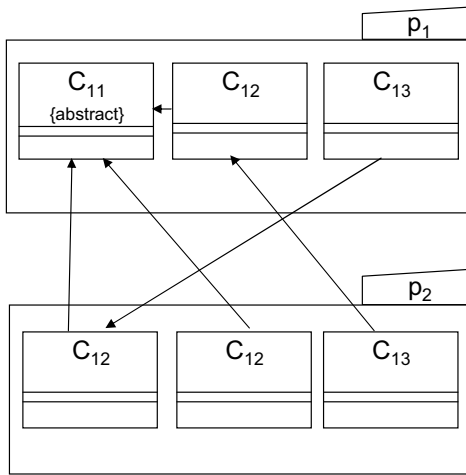 p₁
C₁₁
{abstract}
C₁₂
C₁₃
p₂
C₁₂
C₁₂
C₁₃